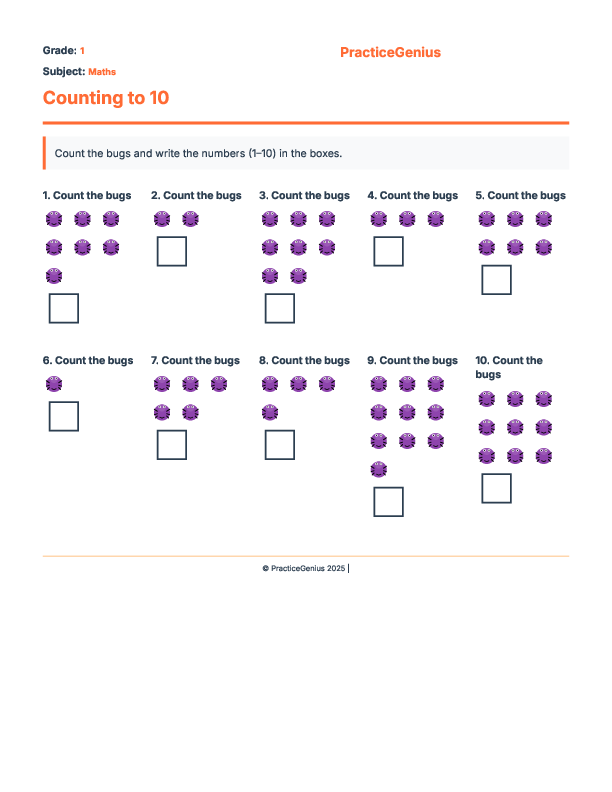 Grade: 1
PracticeGenius
Subject: Maths
Counting to 10
Count the bugs and write the numbers (1–10) in the boxes.
1. Count the bugs
2. Count the bugs
3. Count the bugs
4. Count the bugs
5. Count the bugs
6. Count the bugs
7. Count the bugs
8. Count the bugs
9. Count the bugs
10. Count the
bugs
© PracticeGenius 2025 |